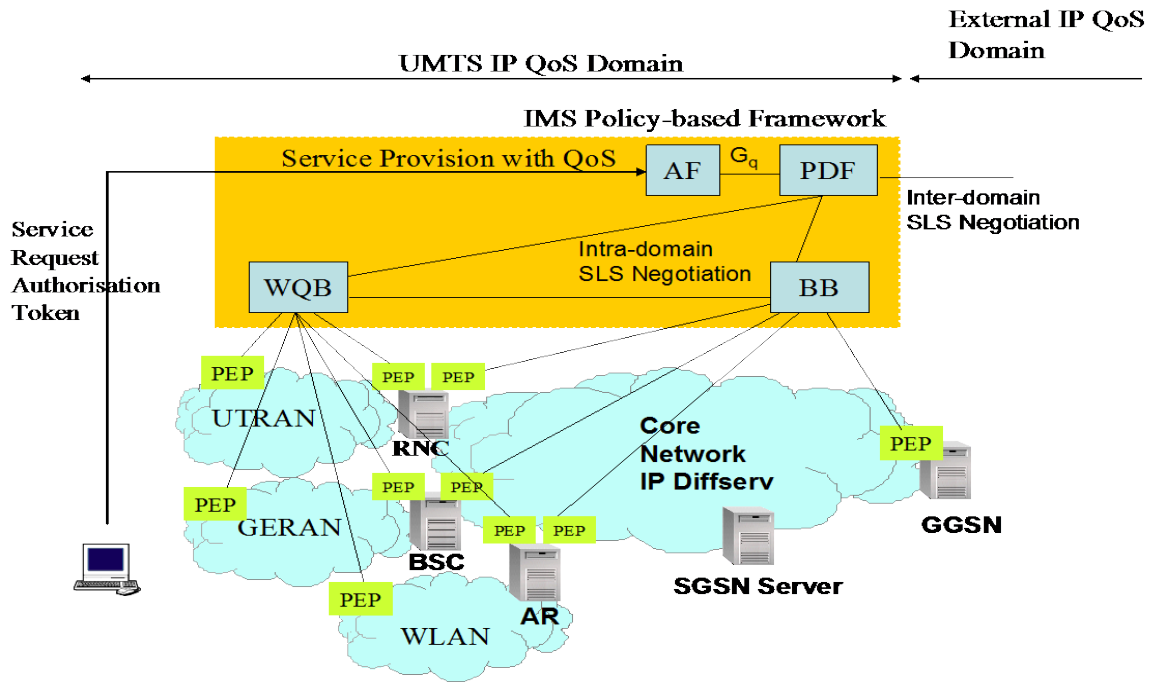 External IP QoS
Domain
UMTS IP QoS Domain
IMS Policy-based Framework
Service Provision with QoS
AF
Gq
PDF
Inter-domain
SLS Negotiation
Service
Request
Authorisation
Token
Intra-domain
SLS Negotiation
WQB
BB
PEP
PEP
PEP
UTRAN
RNC
Core
Network
IP Diffserv
PEP
GGSN
PEP
PEP
PEP
GERAN
BSC
PEP
PEP
SGSN Server
PEP
AR
WLAN